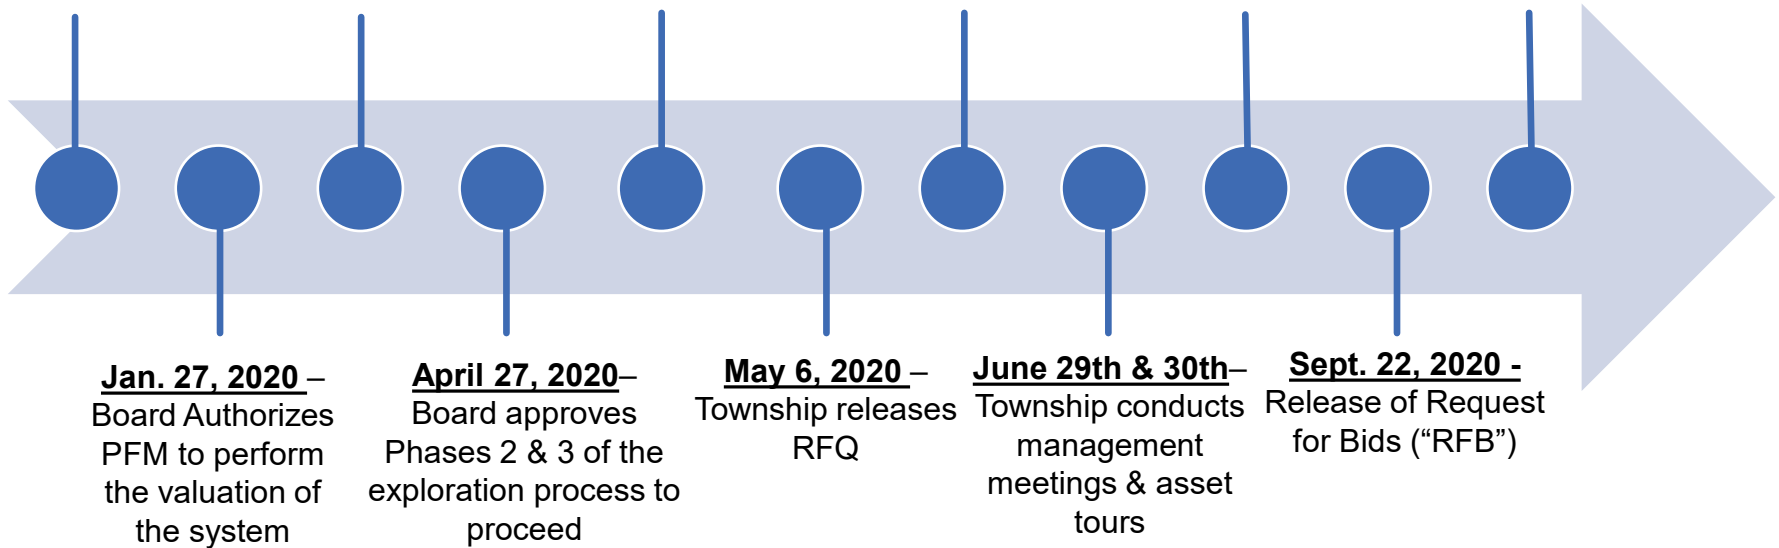 Jan. 27, 2020 –
Board Authorizes
PFM to perform
the valuation of
the system
April 27, 2020–
Board approves
Phases 2 & 3 of the
exploration process to
proceed
May 6, 2020 –
Township releases
RFQ
June 29th & 30th–
Township conducts
management
meetings & asset
tours
Sept. 22, 2020 -
Release of Request
for Bids (“RFB”)